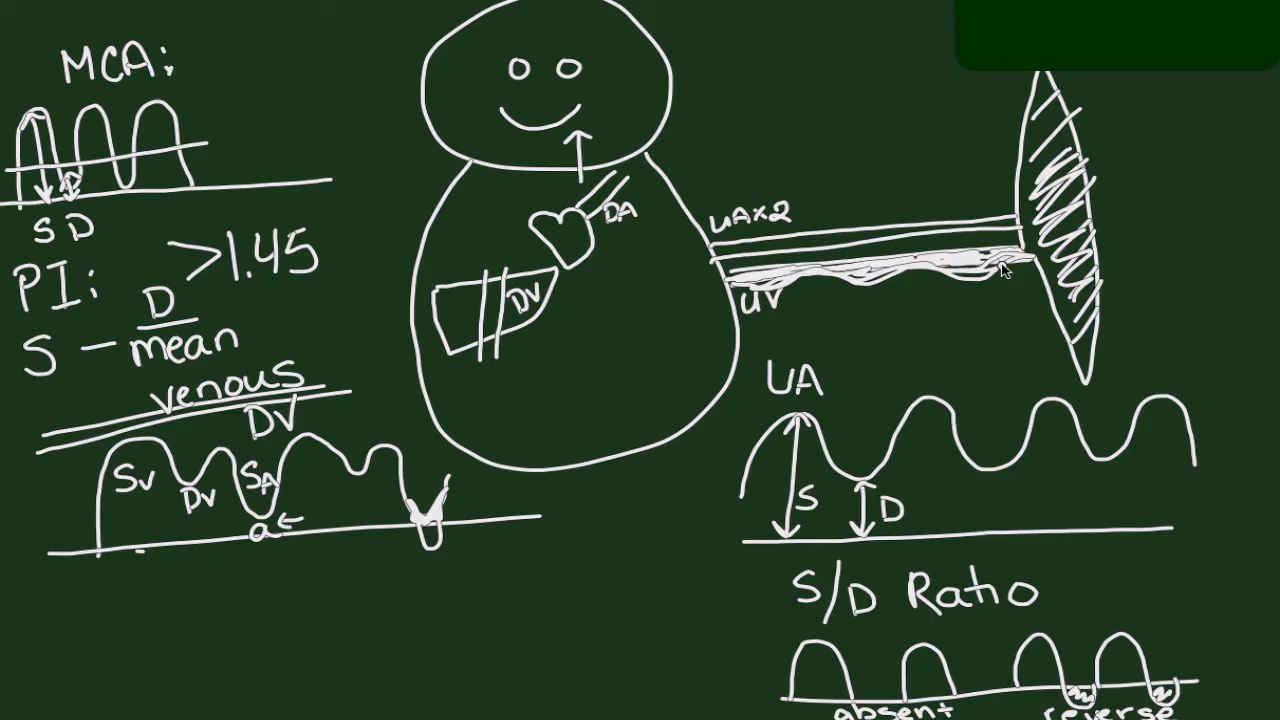 MCA:
S D
PI: >1.45
S - D
mean
venous
DV
Sv
Dv
SA
a
DA
DV
UAx2
UV
UA
S
D
S/D Ratio
absent
reverse